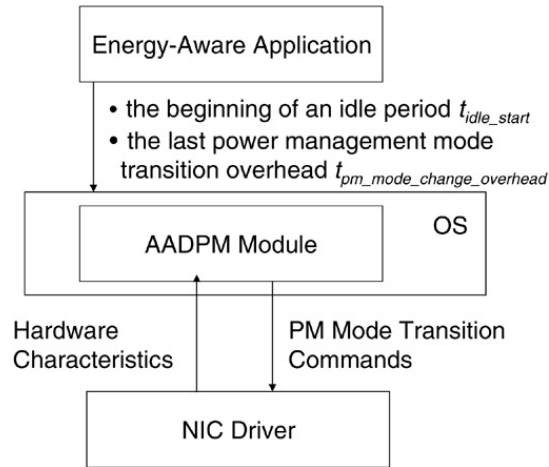 Energy-Aware Application
• the beginning of an idle period t_idle_start
• the last power management mode
transition overhead t_pm_mode_change_overhead
OS
AADPM Module
Hardware
Characteristics
PM Mode Transition
Commands
NIC Driver